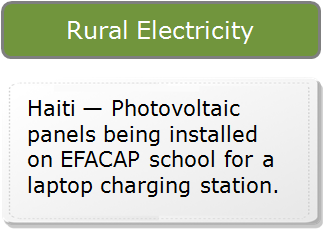 Rural Electricity
Haiti — Photovoltaic
panels being installed
on EFACAP school for a
laptop charging station.